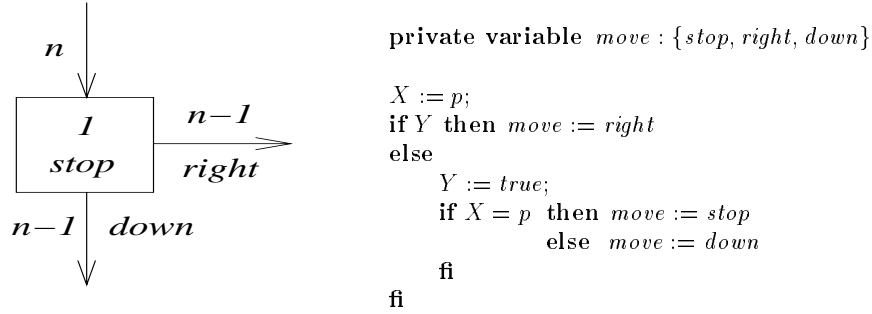 n
1
stop
n−1
right
n−1 down
private variable move : {stop, right, down}
X := p;
if Y then move := right
else
Y := true;
if X = p then move := stop
else move := down
fi
fi